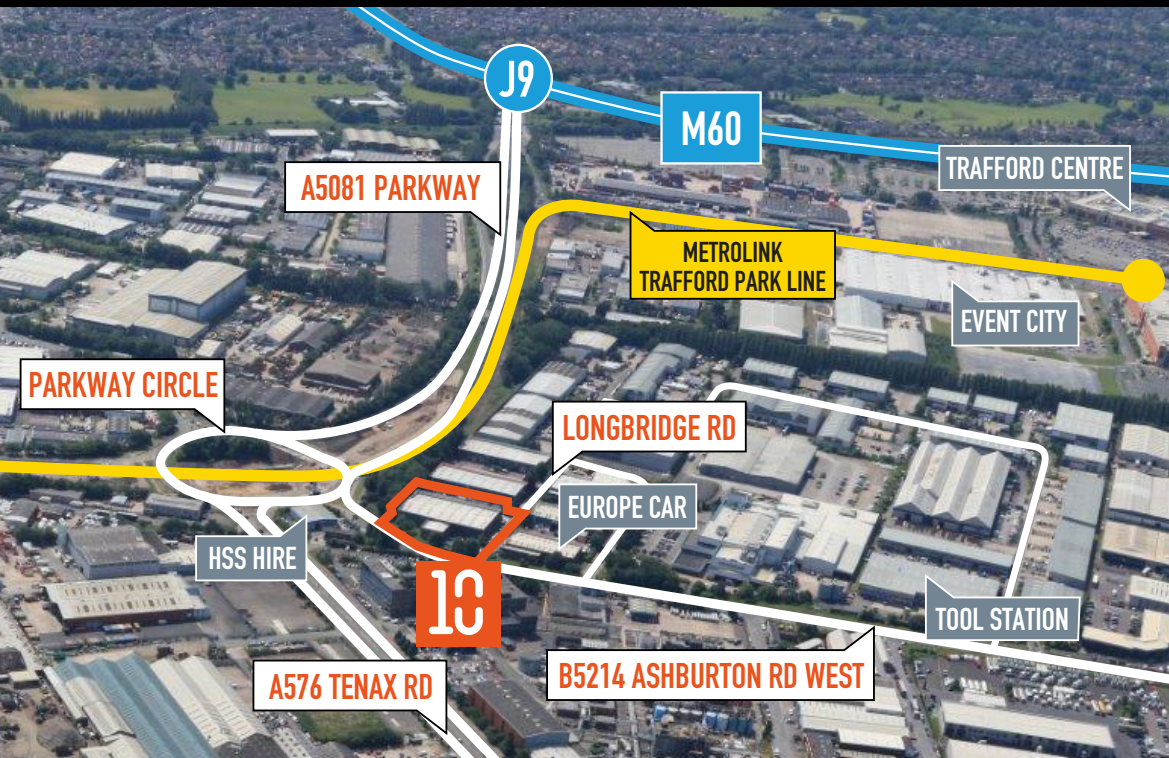 J9
M60
TRAFFORD CENTRE
A5081 PARKWAY
METROLINK
TRAFFORD PARK LINE
EVENT CITY
PARKWAY CIRCLE
LONGBRIDGE RD
EUROPE CAR
HSS HIRE
10
TOOL STATION
B5214 ASHBURTON RD WEST
A576 TENAX RD